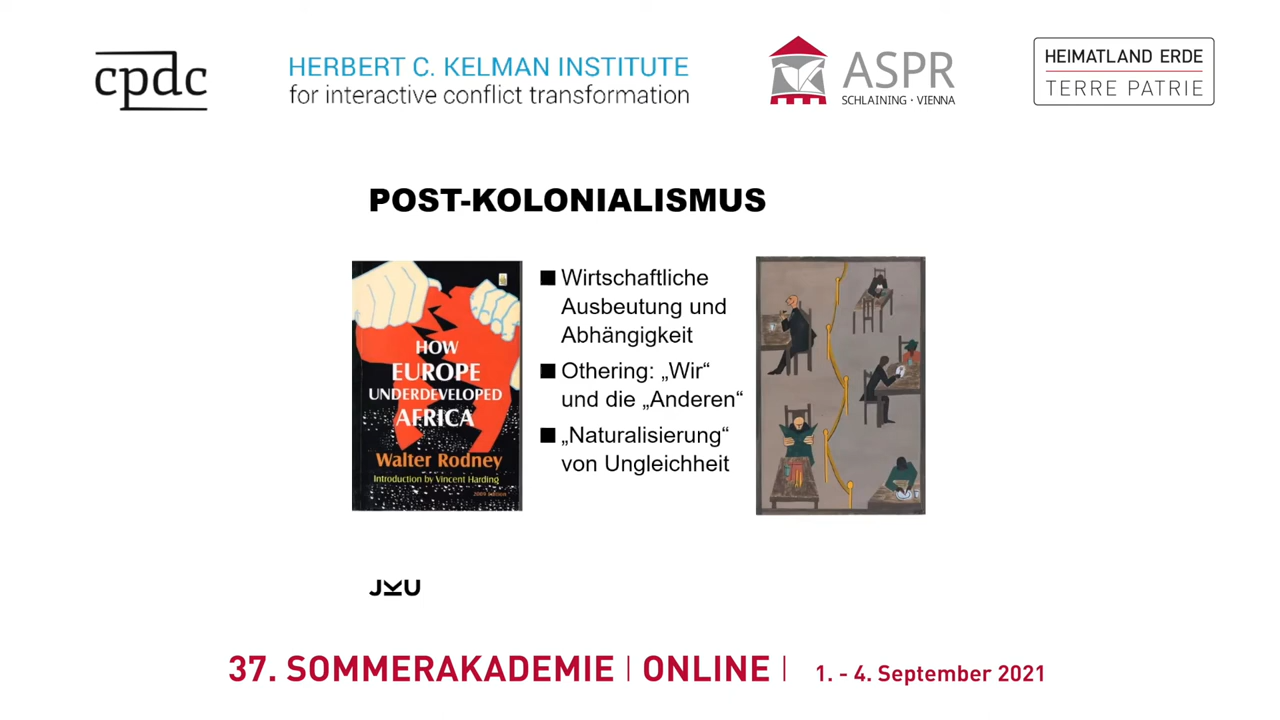 cpdc
HERBERT C. KELMAN INSTITUTE
for interactive conflict transformation
ASPR
SCHLAINING · VIENNA
HEIMATLAND ERDE
TERRE PATRIE
POST-KOLONIALISMUS
HOW
EUROPE
UNDERDEVELOPED
AFRICA
Walter Rodney
Introduction by Vincent Harding
2009 Edition
■ Wirtschaftliche
Ausbeutung und
Abhängigkeit
■ Othering: „Wir“
und die „Anderen“
■ „Naturalisierung“
von Ungleichheit
JKU
37. SOMMERAKADEMIE | ONLINE | 1. - 4. September 2021